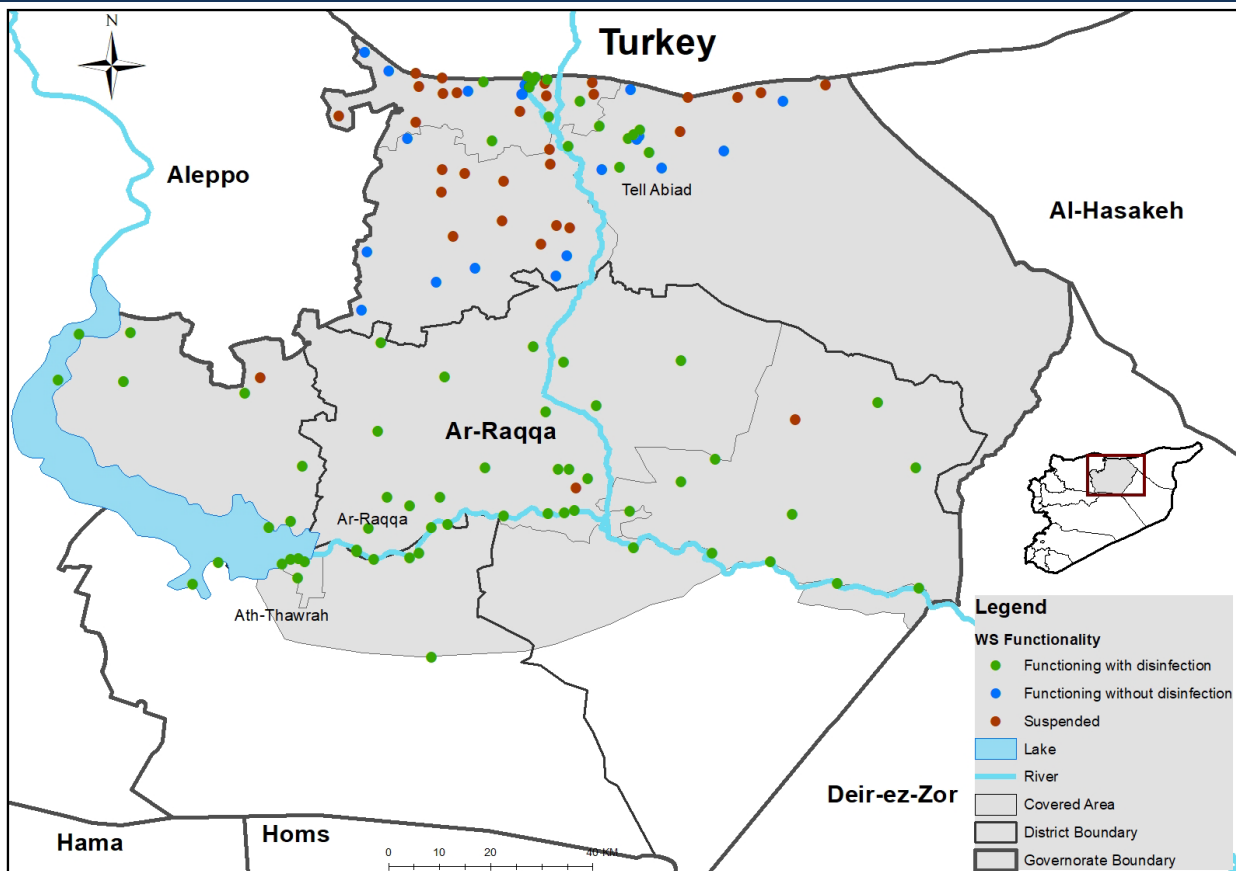 N
Turkey
Aleppo
Tell Abiad
Al-Hasakeh
Ar-Raqqa
Ar-Raqqa
Ath-Thawrah
Deir-ez-Zor
Hama
Homs
0 10 20 40 KM
Legend
WS Functionality
Functioning with disinfection
Functioning without disinfection
Suspended
Lake
River
Covered Area
District Boundary
Governorate Boundary